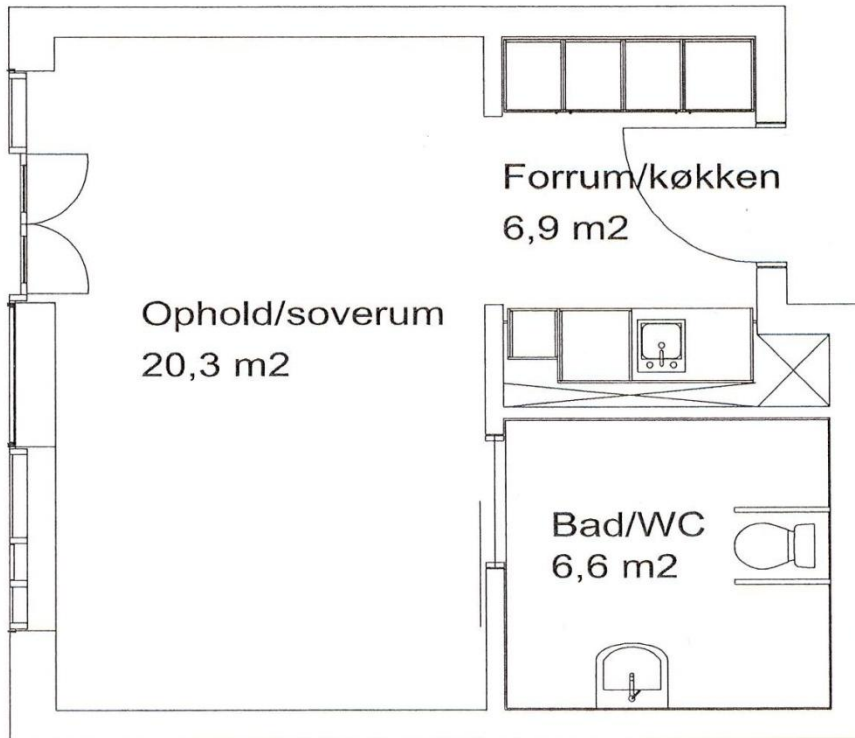 Forrum/køkken
6,9 m2
Ophold/soverum
20,3 m2
Bad/WC
6,6 m2